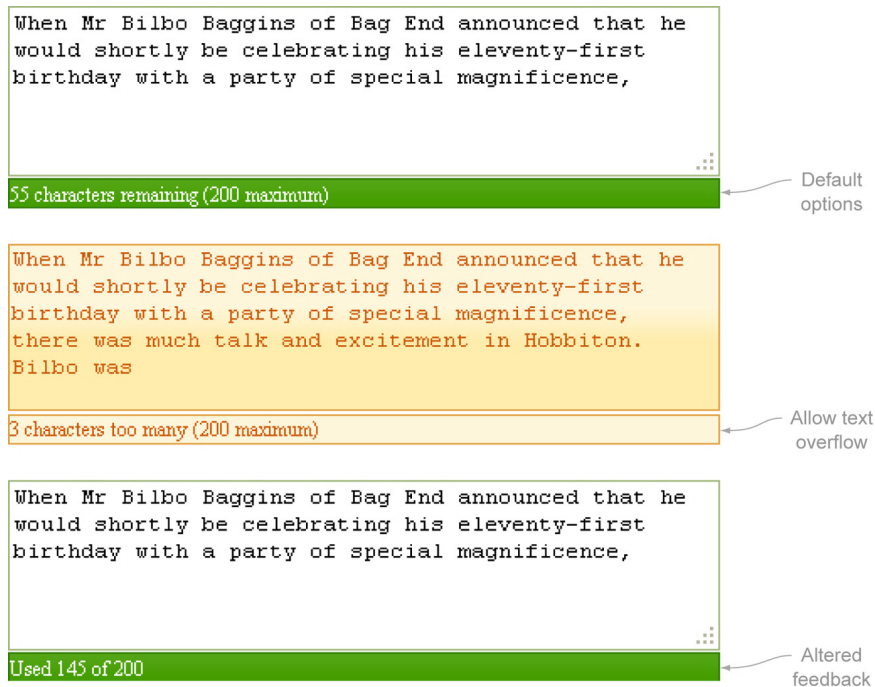 When Mr Bilbo Baggins of Bag End announced that he
would shortly be celebrating his eleventy-first
birthday with a party of special magnificence,
55 characters remaining (200 maximum)
Default
options
When Mr Bilbo Baggins of Bag End announced that he
would shortly be celebrating his eleventy-first
birthday with a party of special magnificence,
there was much talk and excitement in Hobbiton.
Bilbo was
3 characters too many (200 maximum)
Allow text
overflow
When Mr Bilbo Baggins of Bag End announced that he
would shortly be celebrating his eleventy-first
birthday with a party of special magnificence,
Used 145 of 200
Altered
feedback